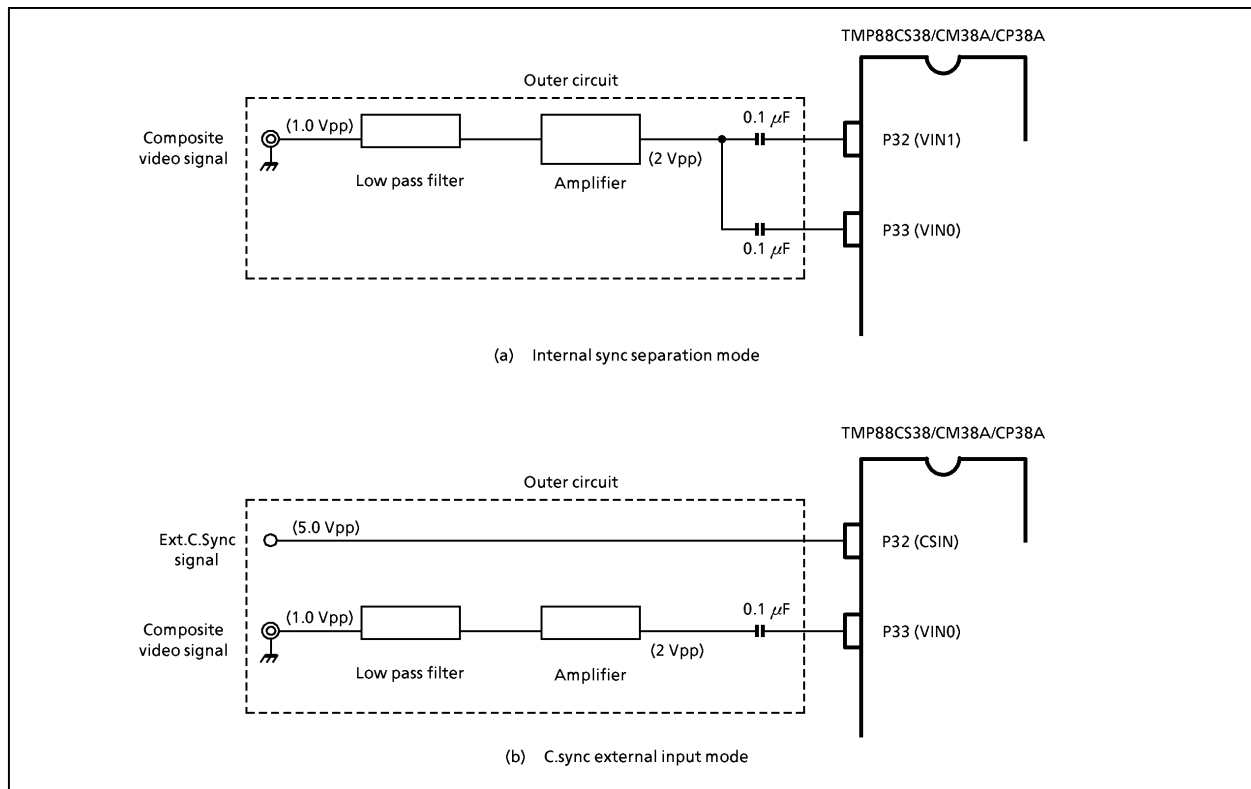 TMP88CS38/CM38A/CP38A
Outer circuit
Composite
video signal
(1.0 Vpp)
Low pass filter
Amplifier
(2 Vpp)
0.1 μF
0.1 μF
P32 (VIN1)
P33 (VIN0)
(a) Internal sync separation mode
TMP88CS38/CM38A/CP38A
Outer circuit
Ext.C.Sync
signal
(5.0 Vpp)
P32 (CSIN)
Composite
video signal
(1.0 Vpp)
Low pass filter
Amplifier
(2 Vpp)
0.1 μF
P33 (VIN0)
(b) C.sync external input mode